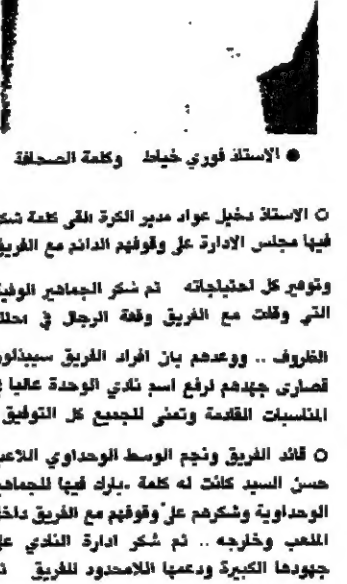 ● الاستاذ فوزي خياط وكلمة الصحافة
○ الاستاذ دخيل عواد مدير الكرة القى كلمة شكر
فيها مجلس الادارة على وقوفهم الدائم مع الفريق
وتوفير كل احتياجاته ثم شكر الجماهير الوفية
التي وقفت مع الفريق وقفة الرجال في احلك
الظروف .. ووعدهم بان افراد الفريق سيبذلون
قصارى جهدهم لرفع اسم نادي الوحدة عاليا في
المناسبات القادمة وتمنى للجميع كل التوفيق
○ قائد الفريق ونجم الوسط الوحداوي اللاعب
حسن السيد كانت له كلمة بارك فيها للجماهير
الوحداوية وشكرهم على وقوفهم مع الفريق داخل
الملعب وخارجه .. ثم شكر ادارة النادي على
جهودها الكبيرة ودعمها اللامحدود للفريق